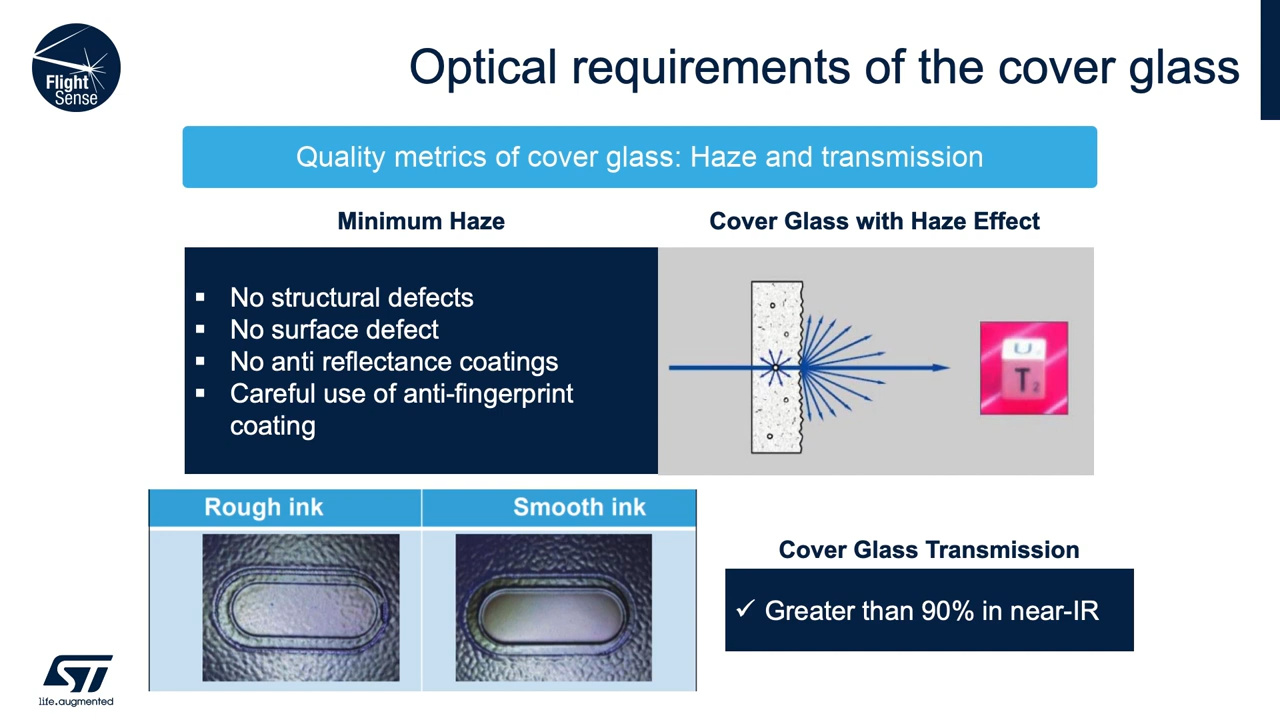 Flight
Sense
Optical requirements of the cover glass
Quality metrics of cover glass: Haze and transmission
Minimum Haze
▪ No structural defects
▪ No surface defect
▪ No anti reflectance coatings
▪ Careful use of anti-fingerprint
coating
Cover Glass with Haze Effect
U
T2
Rough ink
Smooth ink
Cover Glass Transmission
✓ Greater than 90% in near-IR
ST
life.augmented